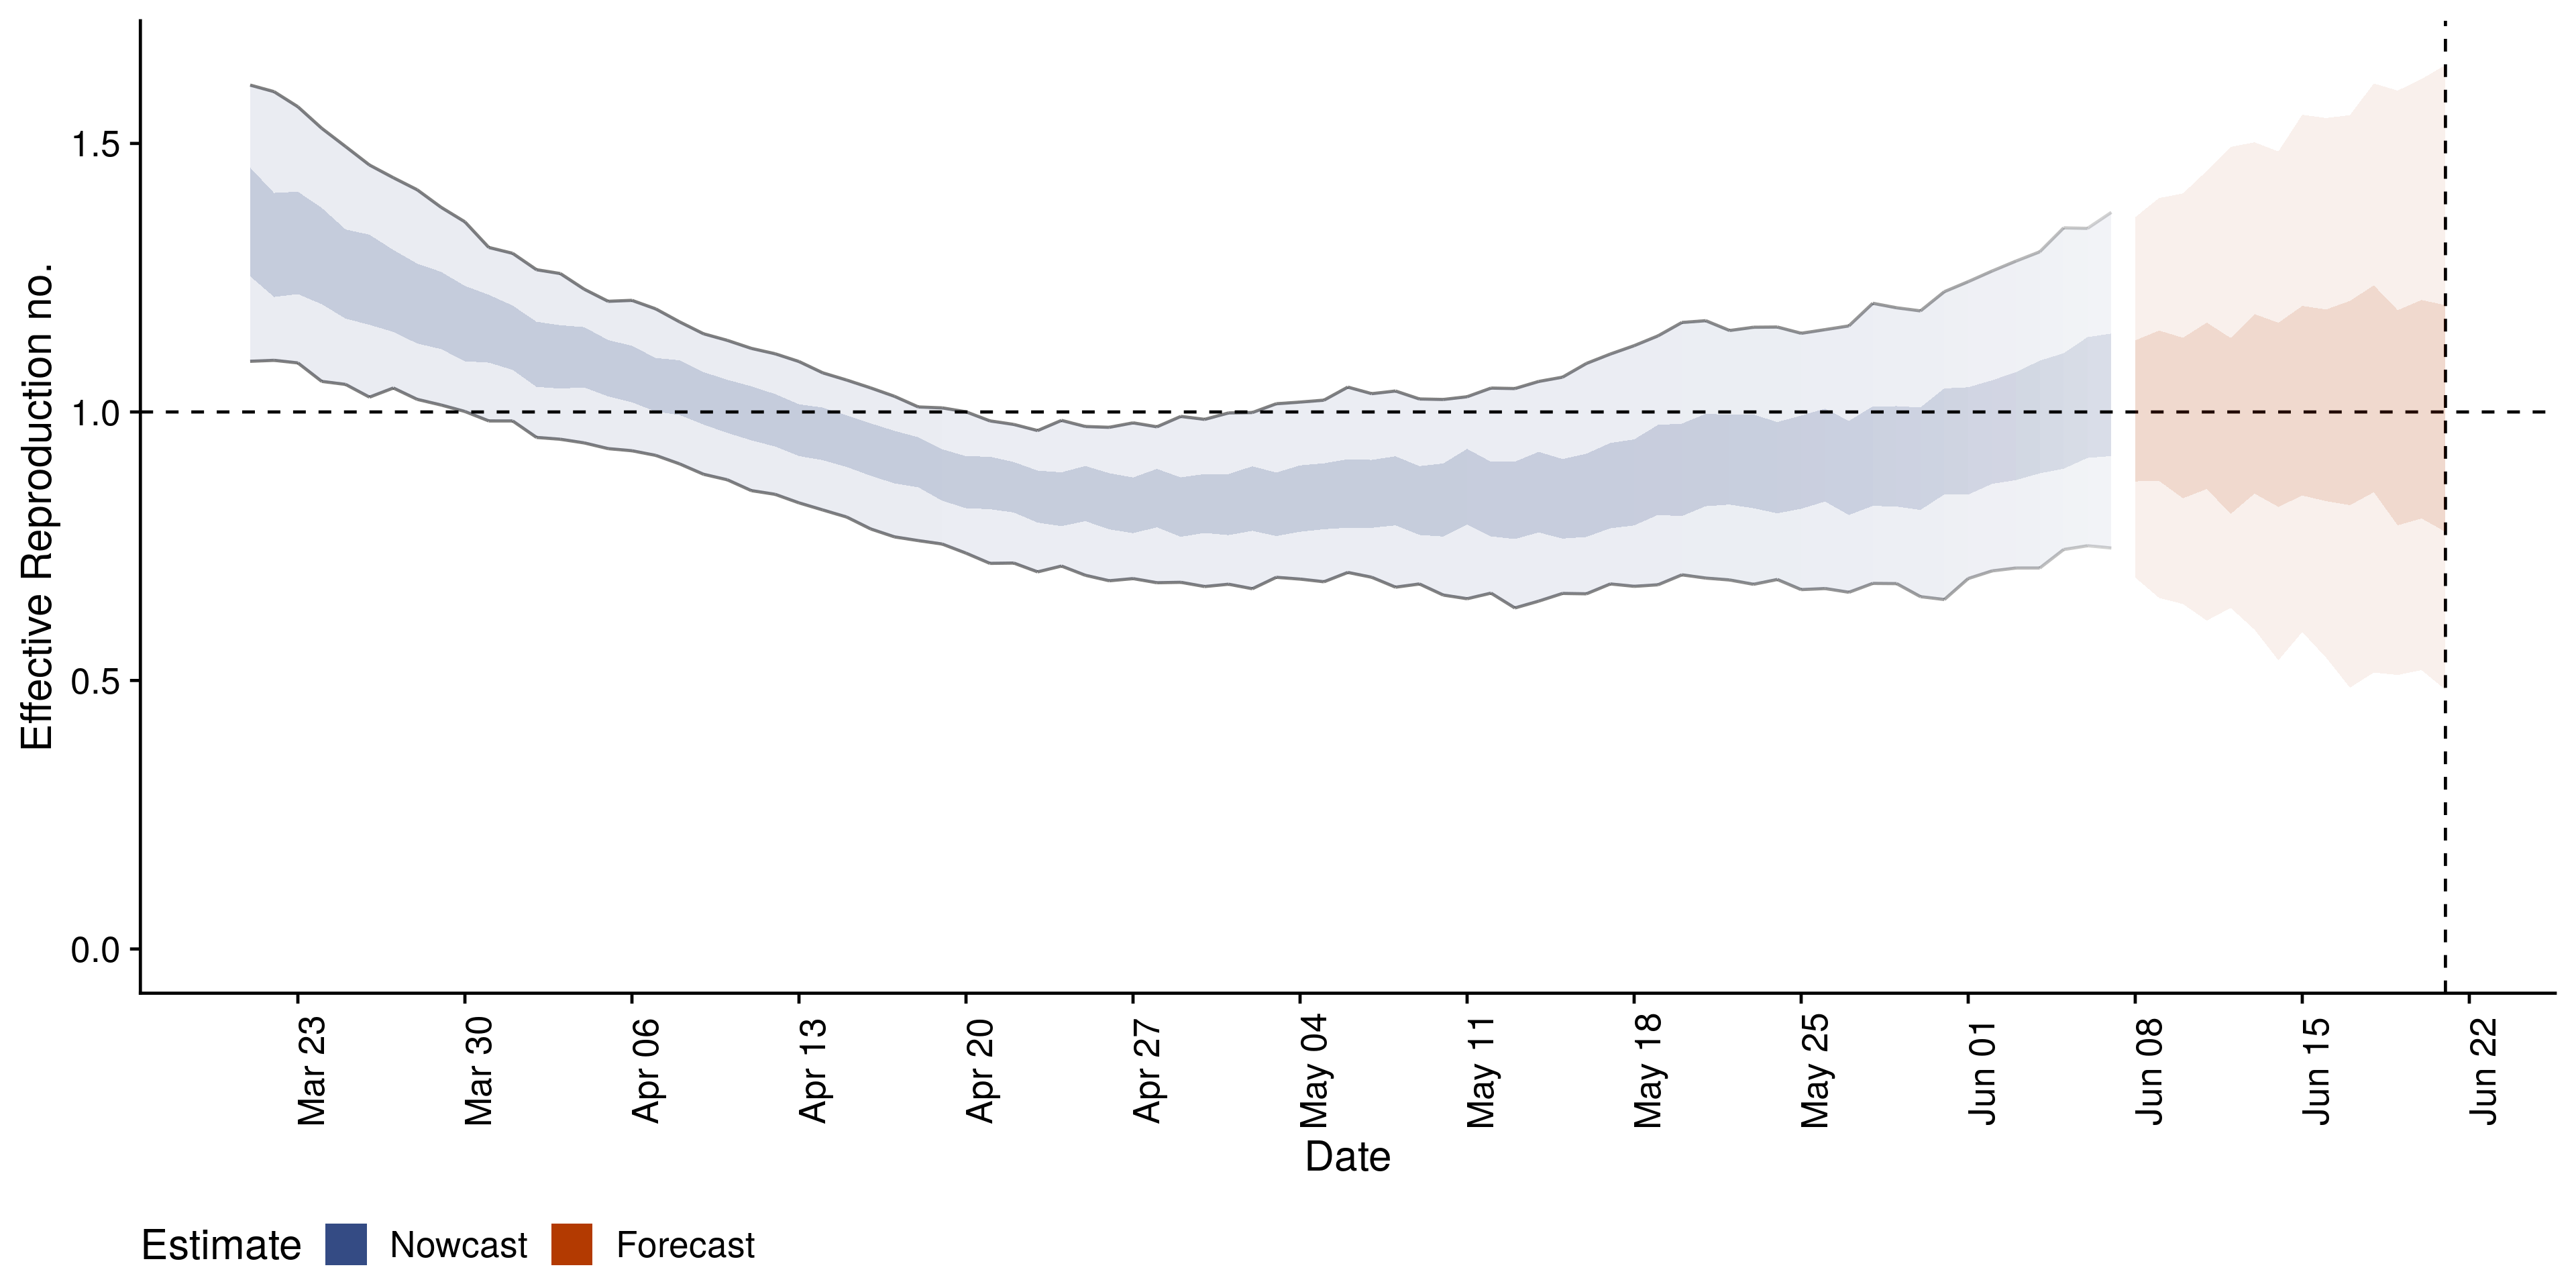 Effective Reproduction no.
1.5
1.0
0.5
0.0
Mar 23
Mar 30
Apr 06
Apr 13
Apr 20
Apr 27
May 04
May 11
May 18
May 25
Jun 01
Jun 08
Jun 15
Jun 22
Date
Estimate Nowcast Forecast